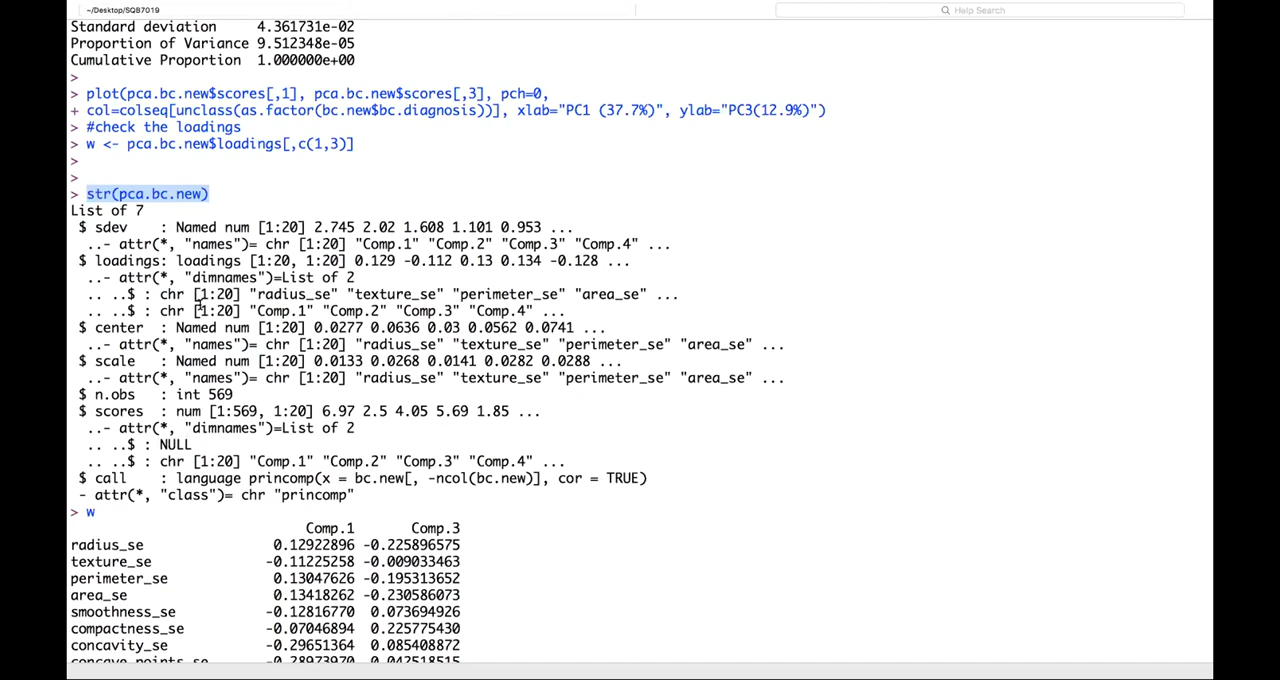 ~/Desktop/SQB7019
Help Search
Standard deviation 4.361731e-02
Proportion of Variance 9.512348e-05
Cumulative Proportion 1.000000e+00
>
> plot(pca.bc.new$scores[,1], pca.bc.new$scores[,3], pch=0,
+ col=colseq[unclass(as.factor(bc.new$bc.diagnosis))], xlab="PC1 (37.7%)", ylab="PC3(12.9%)")
> #check the loadings
> w <- pca.bc.new$loadings[,c(1,3)]
>
>
> str(pca.bc.new)
List of 7
$ sdev : Named num [1:20] 2.745 2.02 1.608 1.101 0.953 ...
..- attr(*, "names")= chr [1:20] "Comp.1" "Comp.2" "Comp.3" "Comp.4" ...
$ loadings: loadings [1:20, 1:20] 0.129 -0.112 0.13 0.134 -0.128 ...
..- attr(*, "dimnames")=List of 2
.. ..$ : chr [1:20] "radius_se" "texture_se" "perimeter_se" "area_se" ...
.. ..$ : chr [1:20] "Comp.1" "Comp.2" "Comp.3" "Comp.4" ...
$ center : Named num [1:20] 0.0277 0.0636 0.03 0.0562 0.0741 ...
..- attr(*, "names")= chr [1:20] "radius_se" "texture_se" "perimeter_se" "area_se" ...
$ scale : Named num [1:20] 0.0133 0.0268 0.0141 0.0282 0.0288 ...
..- attr(*, "names")= chr [1:20] "radius_se" "texture_se" "perimeter_se" "area_se" ...
$ n.obs : int 569
$ scores : num [1:569, 1:20] 6.97 2.5 4.05 5.69 1.85 ...
..- attr(*, "dimnames")=List of 2
.. ..$ : NULL
.. ..$ : chr [1:20] "Comp.1" "Comp.2" "Comp.3" "Comp.4" ...
$ call : language princomp(x = bc.new[, -ncol(bc.new)], cor = TRUE)
- attr(*, "class")= chr "princomp"
> w
Comp.1 Comp.3
radius_se 0.12922896 -0.225896575
texture_se -0.11225258 -0.009033463
perimeter_se 0.13047626 -0.195313652
area_se 0.13418262 -0.230586073
smoothness_se -0.12816770 0.073694926
compactness_se -0.07046894 0.225775430
concavity_se -0.29651364 0.085408872
concave.points_se -0.28973970 0.042518515